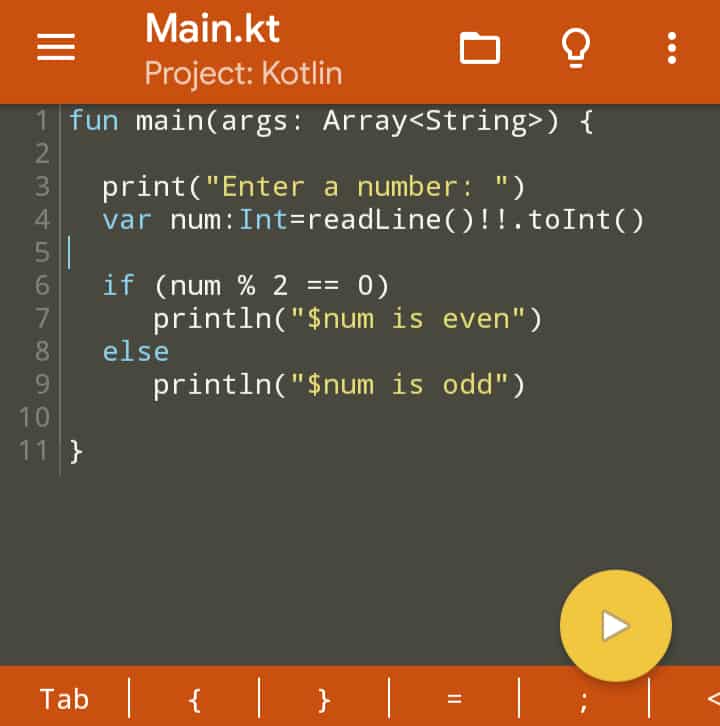 Main.kt
Project: Kotlin
1 fun main(args: Array<String>) {
2
3   print("Enter a number: ")
4   var num:Int=readLine()!!.toInt()
5
6   if (num % 2 == 0)
7      println("$num is even")
8   else
9      println("$num is odd")
10
11 }
Tab | { | } | = | ; | <